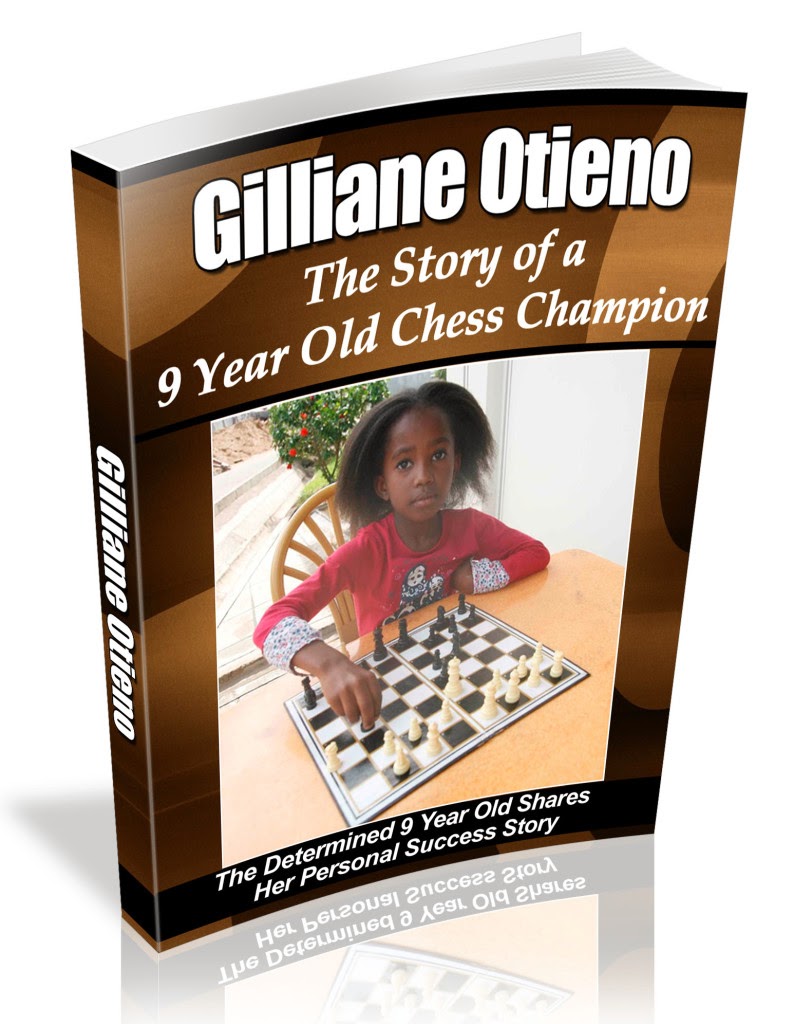 Gilliane Otieno
The Story of a
9 Year Old Chess Champion
The Determined 9 Year Old Shares
Her Personal Success Story
Gilliane Otieno